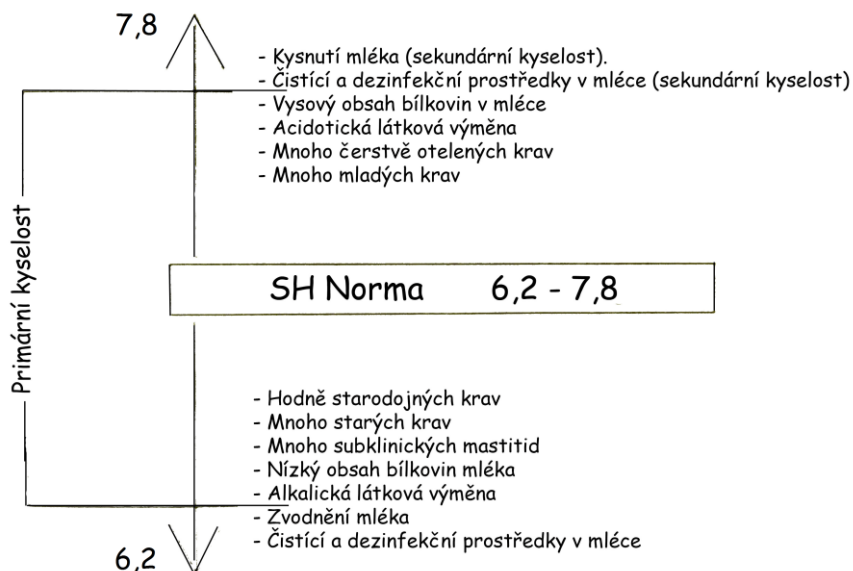 7,8
- Kysnutí mléka (sekundární kyselost).
- Čistící a dezinfekční prostředky v mléce (sekundární kyselost)
- Vysový obsah bílkovin v mléce
- Acidotická látková výměna
- Mnoho čerstvě otelených krav
- Mnoho mladých krav
Primární kyselost
SH Norma 6,2 - 7,8
- Hodně starodojných krav
- Mnoho starých krav
- Mnoho subklinických mastitid
- Nízký obsah bílkovin mléka
- Alkalická látková výměna
- Zvodnění mléka
- Čistící a dezinfekční prostředky v mléce
6,2